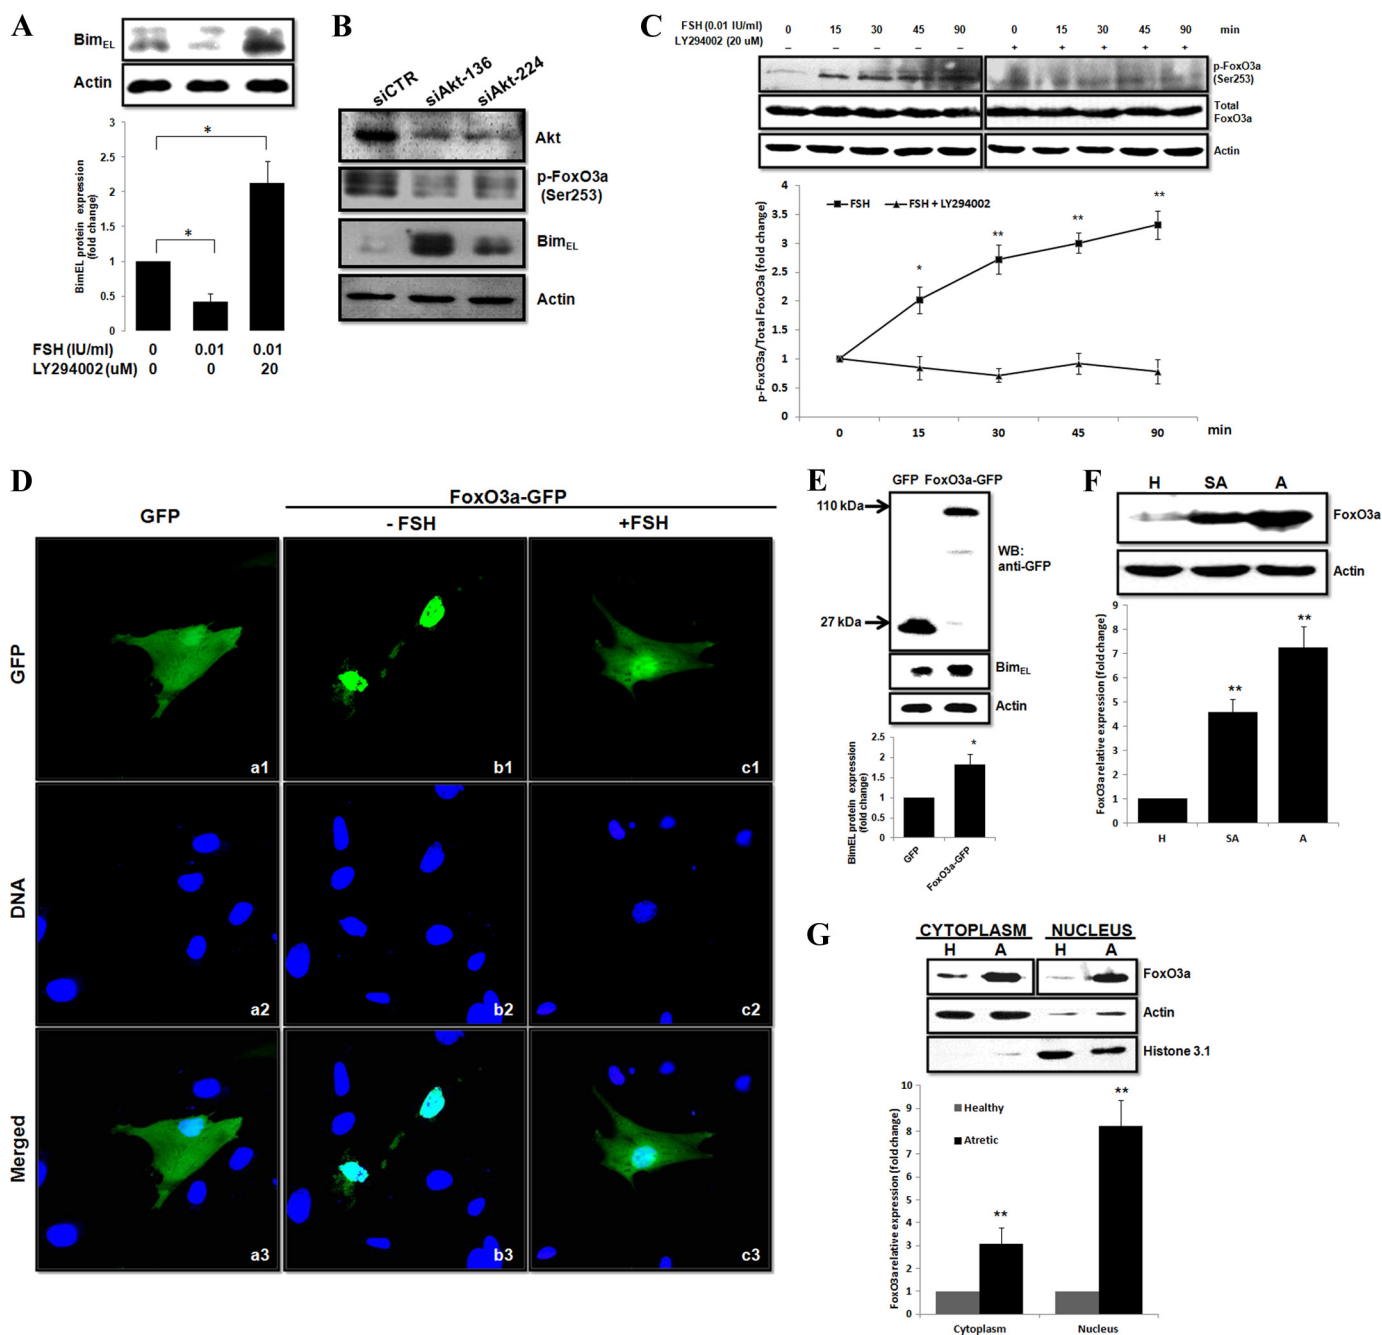 A
BimEL
Actin
BimEL protein expression
(fold change)
3
2.5
2
1.5
1
0.5
0
*
*
FSH (IU/ml) 0 0.01 0.01
LY294002 (uM) 0 0 20
B
siCTR siAkt-136 siAkt-224
Akt
p-FoxO3a
(Ser253)
BimEL
Actin
C
FSH (0.01 IU/ml) 0 15 30 45 90 0 15 30 45 90 min
LY294002 (20 uM) – – – – – + + + + +
p-FoxO3a
(Ser253)
Total
FoxO3a
Actin
p-FoxO3a/Total FoxO3a (fold change)
4
3.5
3
2.5
2
1.5
1
0.5
0
FSH FSH + LY294002
* ** ** **
0 15 30 45 90 min
D
FoxO3a-GFP
GFP - FSH +FSH
GFP
a1 b1 c1
DNA
a2 b2 c2
Merged
a3 b3 c3
E
GFP FoxO3a-GFP
110 kDa
WB:
anti-GFP
27 kDa
BimEL
Actin
BimEL protein expression
(fold change)
2.5
2
1.5
1
0.5
0
*
GFP FoxO3a-GFP
F
H SA A
FoxO3a
Actin
FoxO3a relative expression (fold change)
9
8
7
6
5
4
3
2
1
0
** **
H SA A
G
CYTOPLASM NUCLEUS
H A H A
FoxO3a
Actin
Histone 3.1
FoxO3a relative expression (fold change)
10
9
8
7
6
5
4
3
2
1
0
Healthy
Atretic
** **
Cytoplasm Nucleus